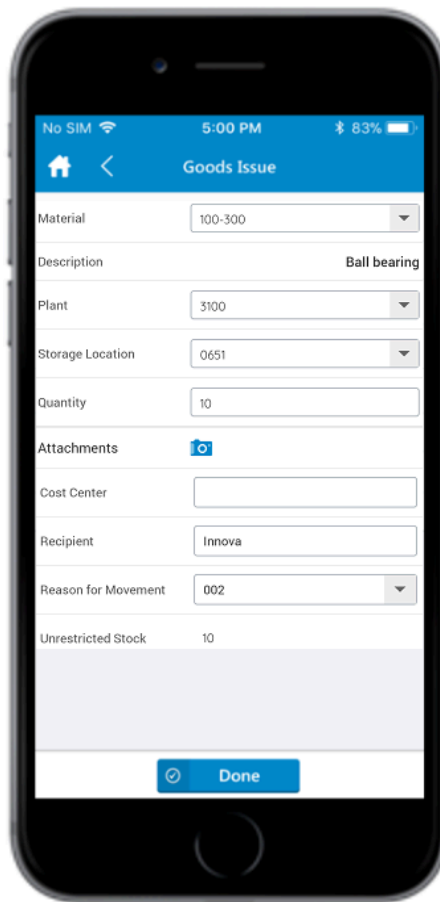 No SIM 5:00 PM 83%
Goods Issue
Material 100-300
Description Ball bearing
Plant 3100
Storage Location 0651
Quantity 10
Attachments
Cost Center
Recipient Innova
Reason for Movement 002
Unrestricted Stock 10
Done